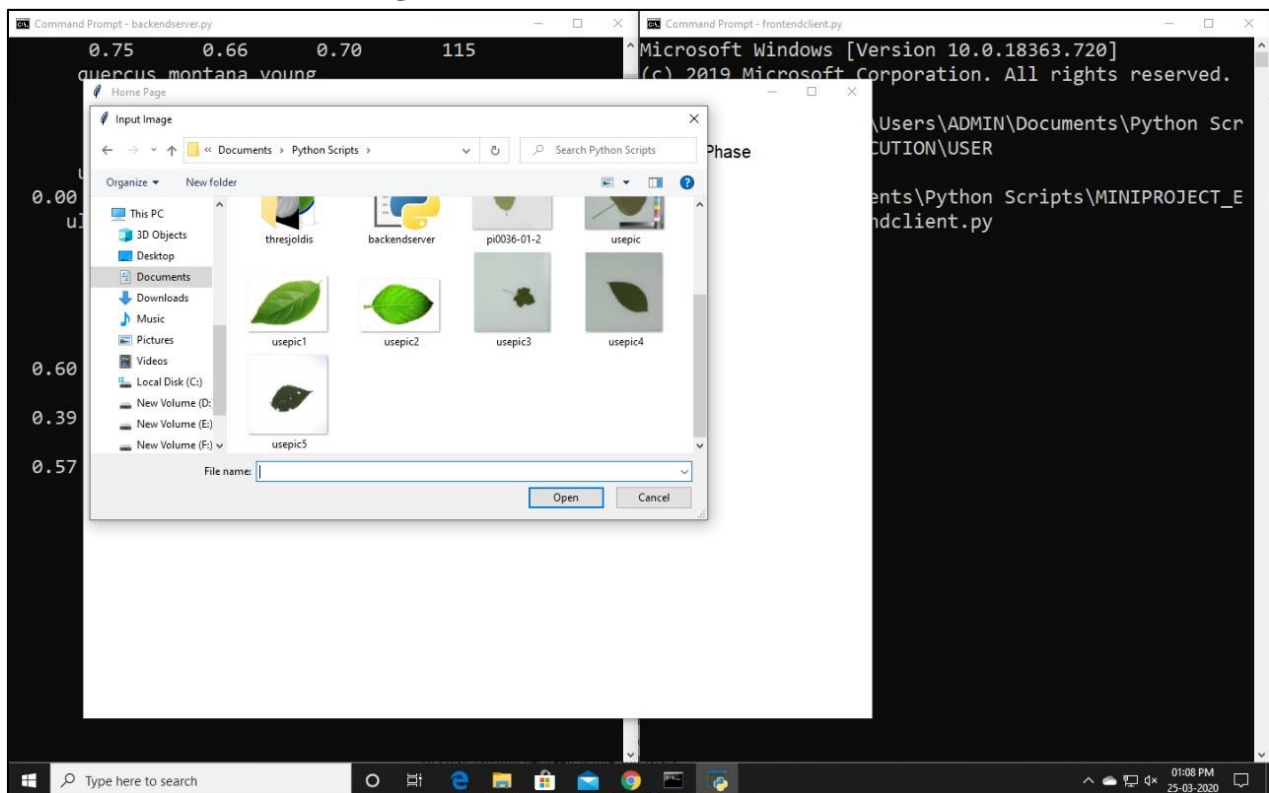 Command Prompt - backendserver.py
0.75 0.66 0.70 115
quercus montana young
0.00
0.60
0.39
0.57
Command Prompt - frontendclient.py
Microsoft Windows [Version 10.0.18363.720]
(c) 2019 Microsoft Corporation. All rights reserved.
\Users\ADMIN\Documents\Python Scr
CUTION\USER
ents\Python Scripts\MINIPROJECT_E
ndclient.py
Home Page
Phase
Input Image
« Documents › Python Scripts ›
Search Python Scripts
Organize
New folder
This PC
3D Objects
Desktop
Documents
Downloads
Music
Pictures
Videos
Local Disk (C:)
New Volume (D:
New Volume (E:)
New Volume (F:)
thresjoldis
backendserver
pi0036-01-2
usepic
usepic1
usepic2
usepic3
usepic4
usepic5
File name:
Open
Cancel
Type here to search
01:08 PM
25-03-2020